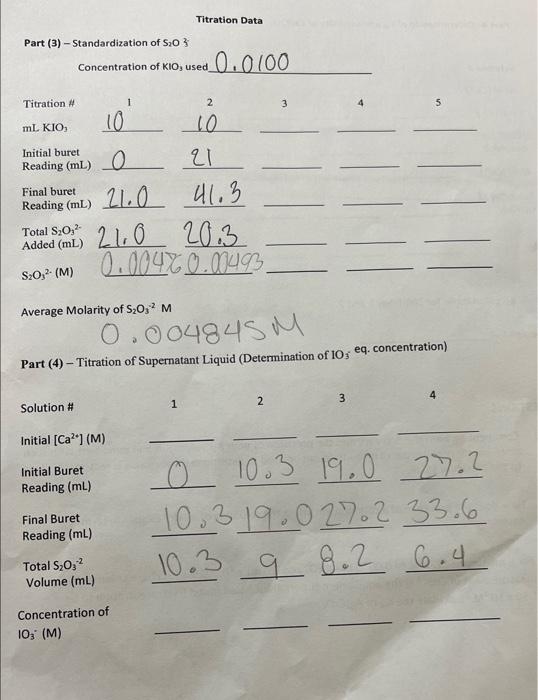 Titration Data
Part (3) – Standardization of S₂O₃²⁻
Concentration of KIO₃ used 0.0100
Titration # 1 2 3 4 5
mL KIO₃ 10 10
Initial buret
Reading (mL) 0 21
Final buret
Reading (mL) 21.0 41.3
Total S₂O₃²⁻
Added (mL) 21.0 20.3
S₂O₃²⁻ (M) 0.00493
Average Molarity of S₂O₃⁻² M
0.004845M
Part (4) – Titration of Supernatant Liquid (Determination of IO₃⁻ eq. concentration)
Solution # 1 2 3 4
Initial [Ca²⁺] (M)
Initial Buret
Reading (mL) 0 10.3 19.0 27.2
Final Buret
Reading (mL) 10.3 19.0 27.2 33.6
Total S₂O₃⁻²
Volume (mL) 10.3 9 8.2 6.4
Concentration of
IO₃⁻ (M)